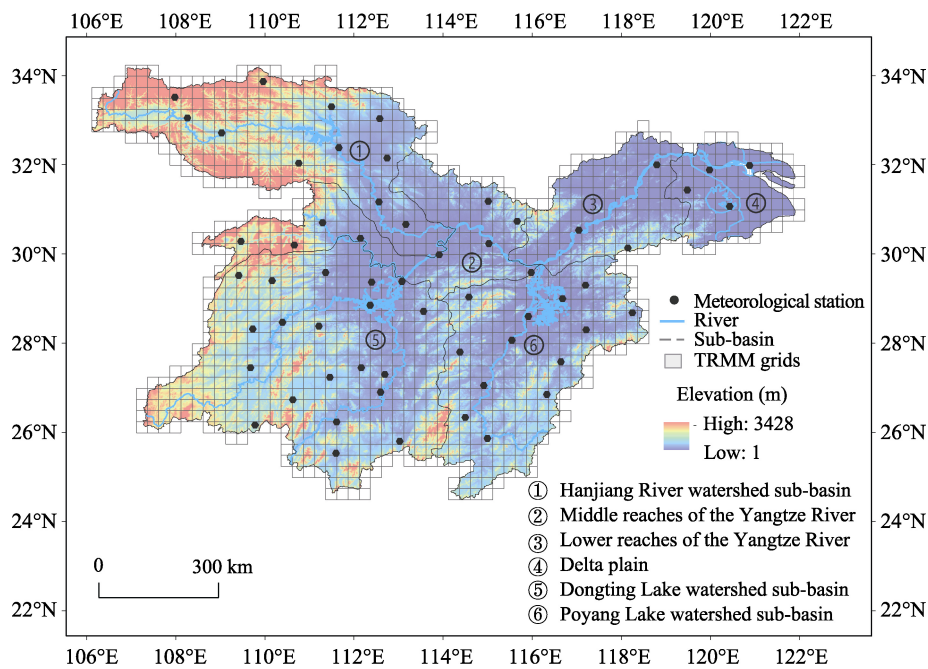 106°E 108°E 110°E 112°E 114°E 116°E 118°E 120°E 122°E
34°N 34°N
32°N 32°N
30°N 30°N
28°N 28°N
26°N 26°N
24°N 24°N
22°N 22°N
①
②
③
④
⑤
⑥
Meteorological station
River
Sub-basin
TRMM grids
Elevation (m)
High: 3428
Low: 1
① Hanjiang River watershed sub-basin
② Middle reaches of the Yangtze River
③ Lower reaches of the Yangtze River
④ Delta plain
⑤ Dongting Lake watershed sub-basin
⑥ Poyang Lake watershed sub-basin
0 300 km
106°E 108°E 110°E 112°E 114°E 116°E 118°E 120°E 122°E